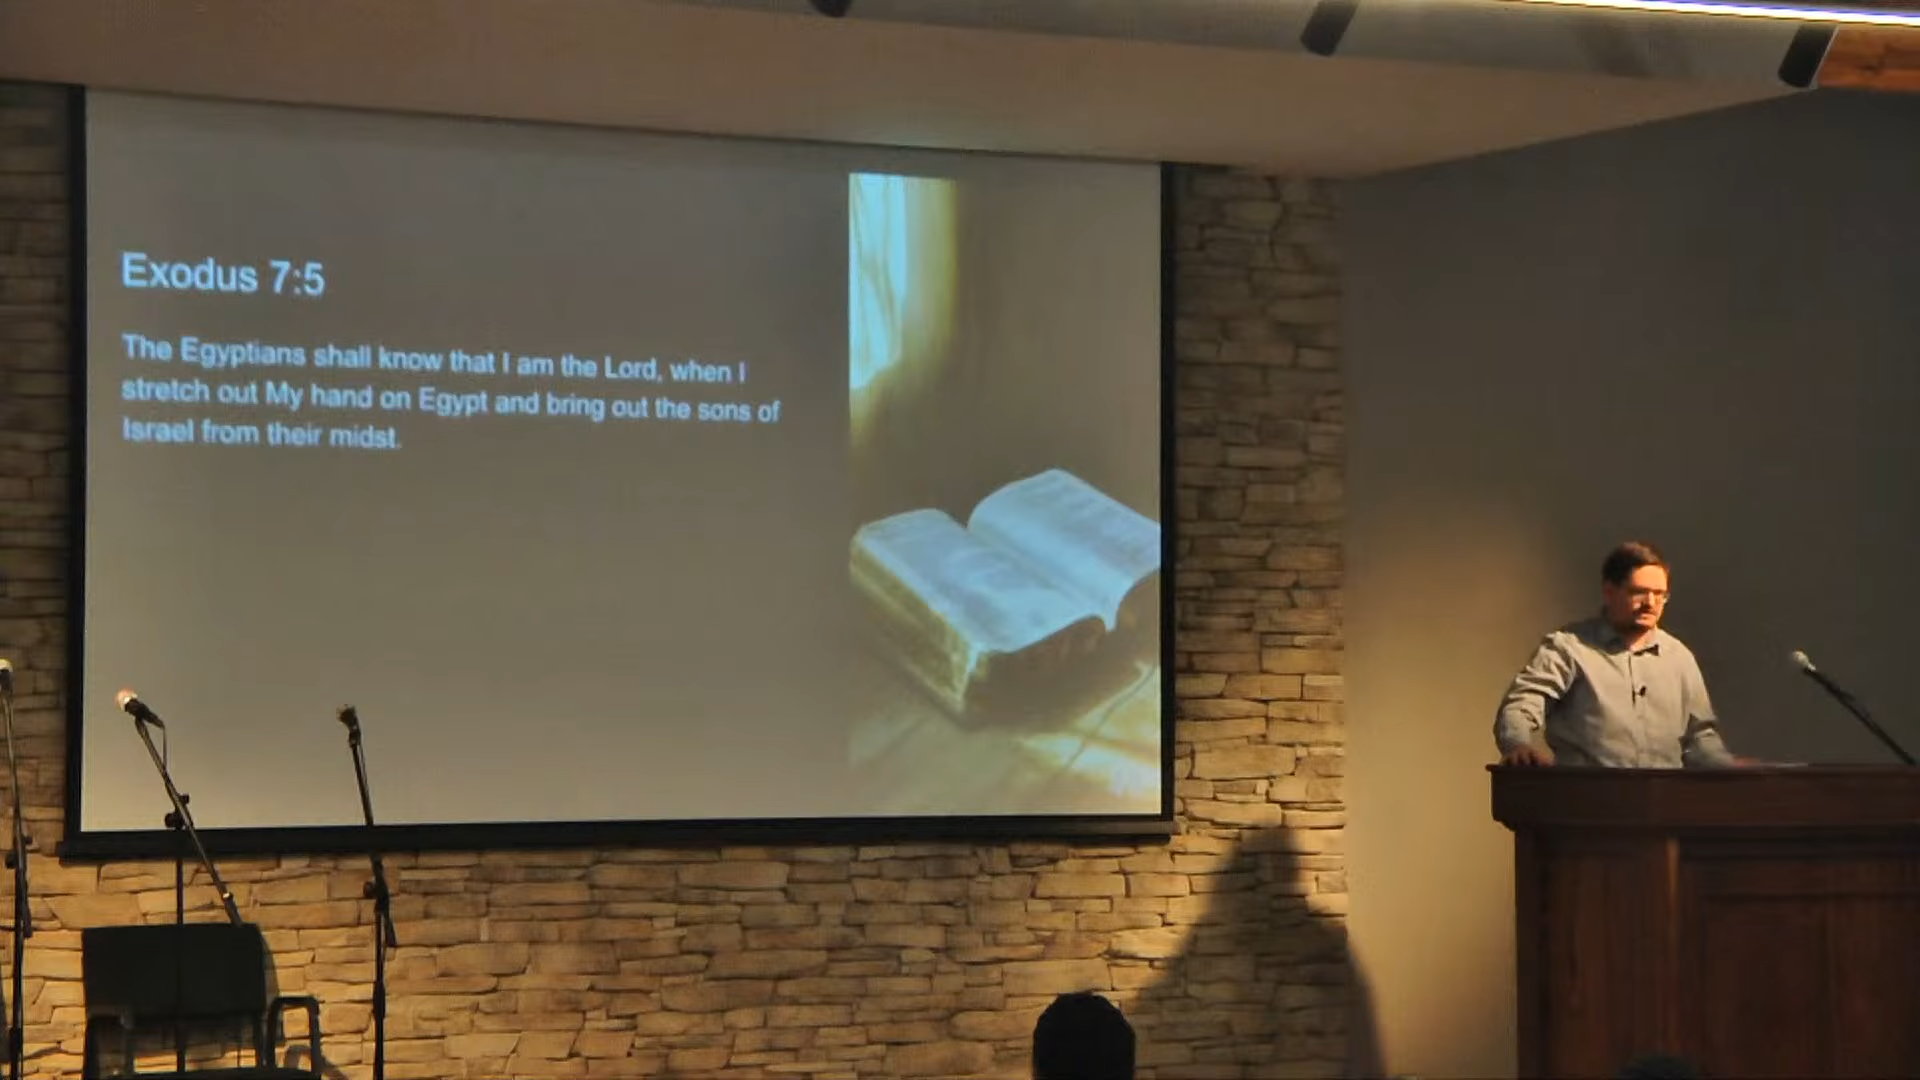 Exodus 7:5
The Egyptians shall know that I am the Lord, when I
stretch out My hand on Egypt and bring out the sons of
Israel from their midst.